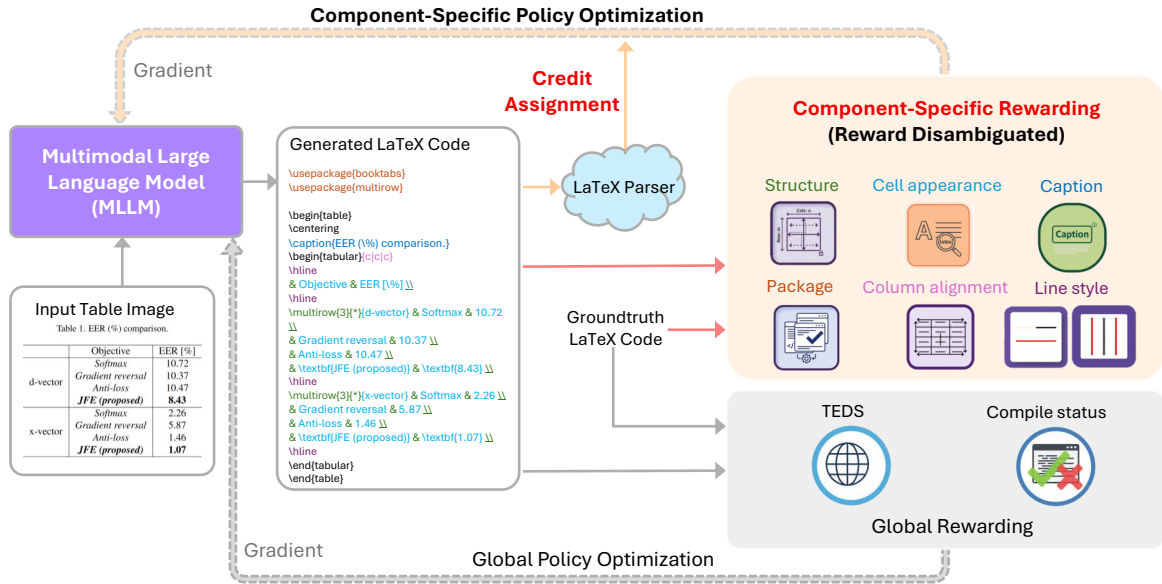 Component-Specific Policy Optimization
Gradient
Credit
Assignment
Multimodal Large
Language Model
(MLLM)
Input Table Image
Table 1. EER (%) comparison.
Objective EER [%]
d-vector
Softmax 10.72
Gradient reversal 10.37
Anti-loss 10.47
JFE (proposed) 8.43
x-vector
Softmax 2.26
Gradient reversal 5.87
Anti-loss 1.46
JFE (proposed) 1.07
Generated LaTeX Code
\usepackage{booktabs}
\usepackage{multirow}
\begin{table}
\centering
\caption{EER (\%) comparison.}
\begin{tabular}{c|c|c}
\hline
& Objective & EER [\%] \\
\hline
\multirow{3}{*}{d-vector} & Softmax & 10.72
\\
& Gradient reversal & 10.37 \\
& Anti-loss & 10.47 \\
& \textbf{JFE (proposed)} & \textbf{8.43} \\
\hline
\multirow{3}{*}{x-vector} & Softmax & 2.26 \\
& Gradient reversal & 5.87 \\
& Anti-loss & 1.46 \\
& \textbf{JFE (proposed)} & \textbf{1.07} \\
\hline
\end{tabular}
\end{table}
LaTeX Parser
Groundtruth
LaTeX Code
Component-Specific Rewarding
(Reward Disambiguated)
Structure
Cell appearance
Caption
Caption
Package
Column alignment
Line style
TEDS
Compile status
Global Rewarding
Gradient
Global Policy Optimization